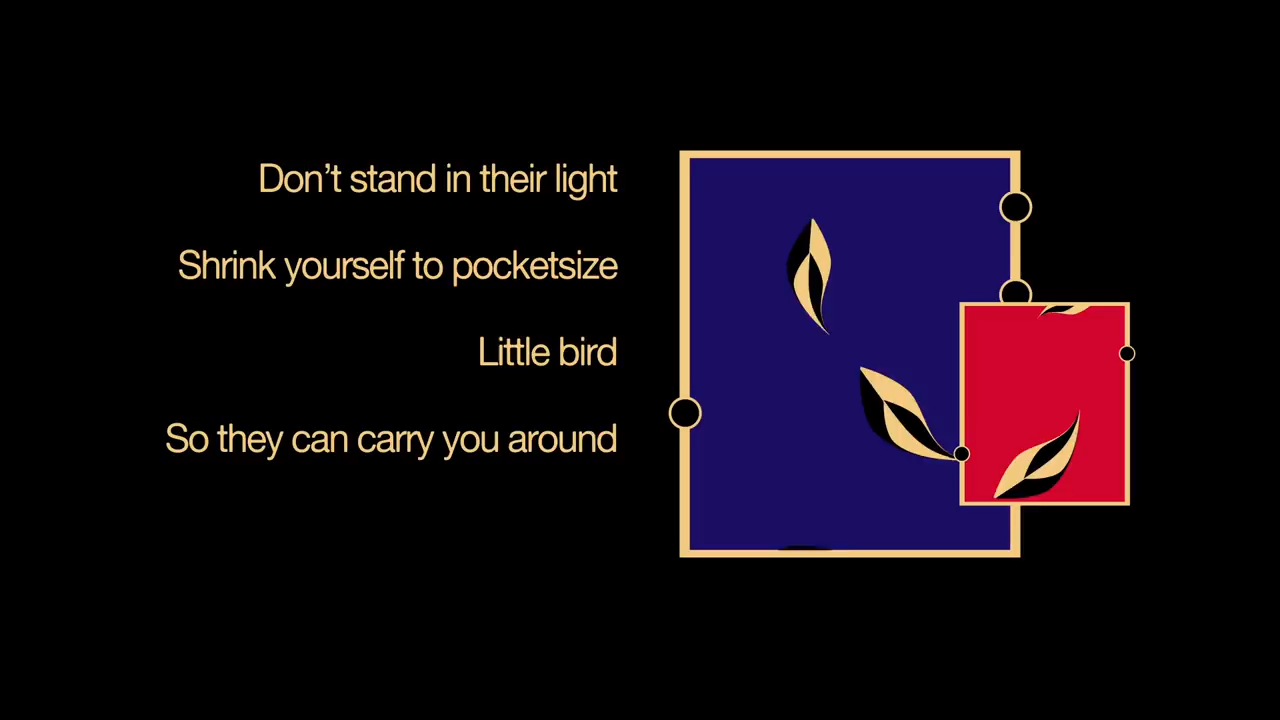 Don’t stand in their light
Shrink yourself to pocketsize
Little bird
So they can carry you around